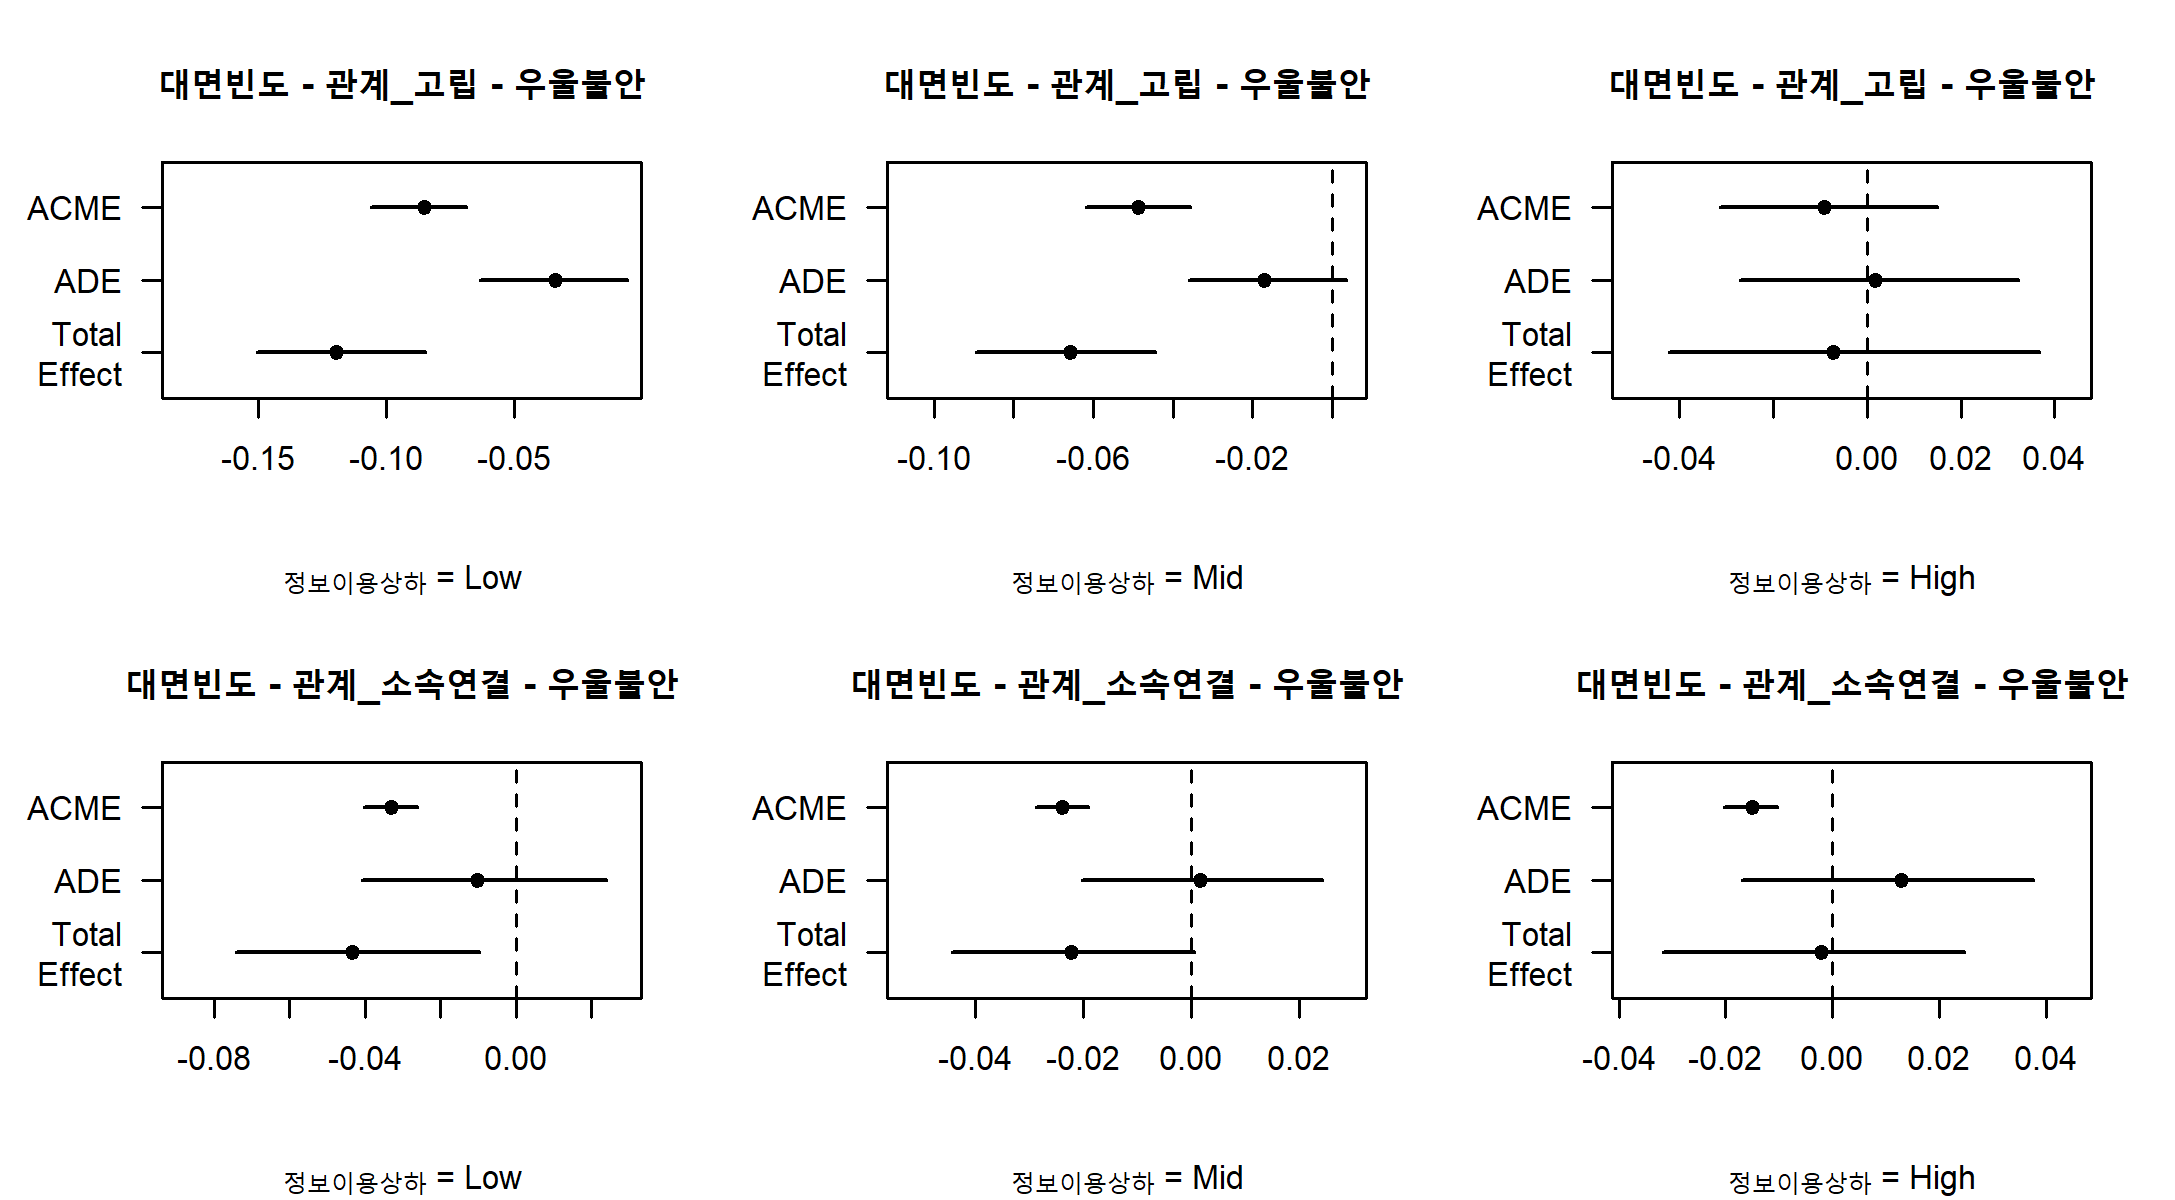 대면빈도 - 관계_고립 - 우울불안
ACME
ADE
Total
Effect
-0.15 -0.10 -0.05
정보이용상하 = Low
대면빈도 - 관계_고립 - 우울불안
ACME
ADE
Total
Effect
-0.10 -0.06 -0.02
정보이용상하 = Mid
대면빈도 - 관계_고립 - 우울불안
ACME
ADE
Total
Effect
-0.04 0.00 0.02 0.04
정보이용상하 = High
대면빈도 - 관계_소속연결 - 우울불안
ACME
ADE
Total
Effect
-0.08 -0.04 0.00
정보이용상하 = Low
대면빈도 - 관계_소속연결 - 우울불안
ACME
ADE
Total
Effect
-0.04 -0.02 0.00 0.02
정보이용상하 = Mid
대면빈도 - 관계_소속연결 - 우울불안
ACME
ADE
Total
Effect
-0.04 -0.02 0.00 0.02 0.04
정보이용상하 = High